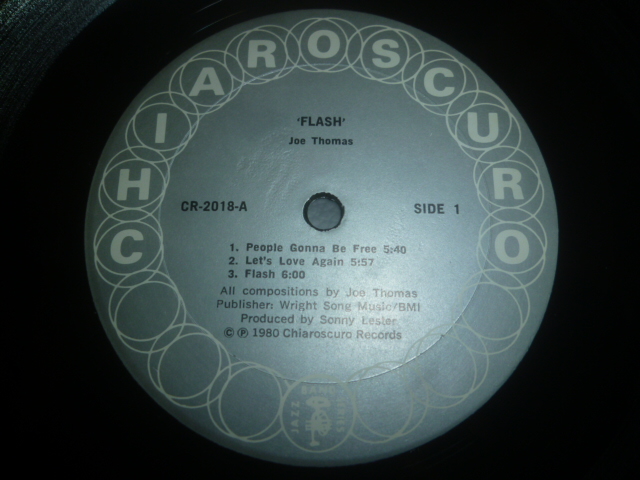 CHIAROSCURO
'FLASH'
Joe Thomas
CR-2018-A
SIDE 1
1. People Gonna Be Free 5:40
2. Let's Love Again 5:57
3. Flash 6:00
All compositions by Joe Thomas
Publisher: Wright Song Music/BMI
Produced by Sonny Lester
© ℗ 1980 Chiaroscuro Records
JAZZ